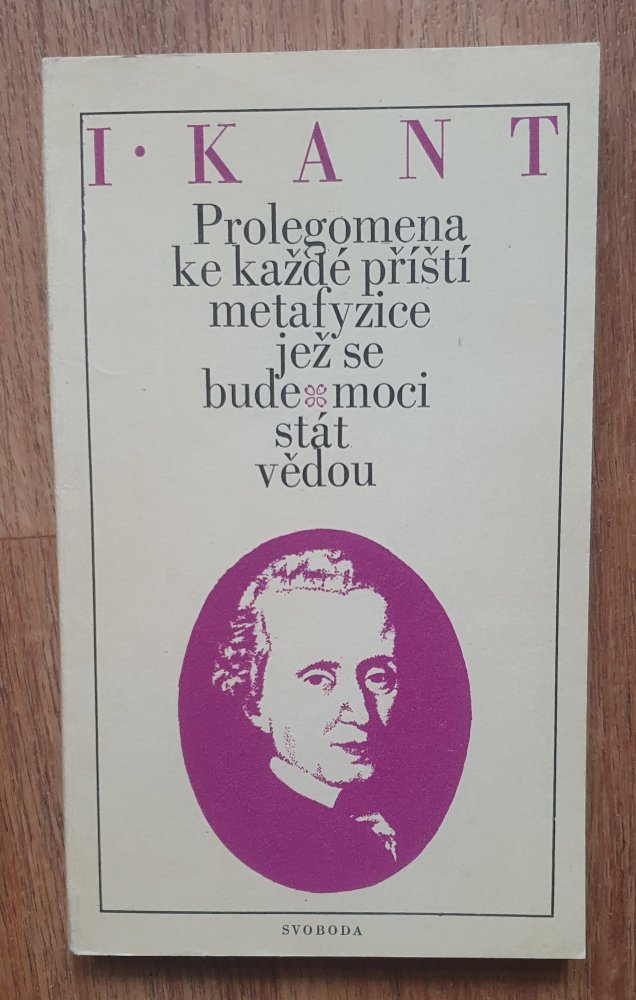 I · KANT
Prolegomena
ke každé příští
metafyzice
jež se
bude moci
stát
vědou
SVOBODA